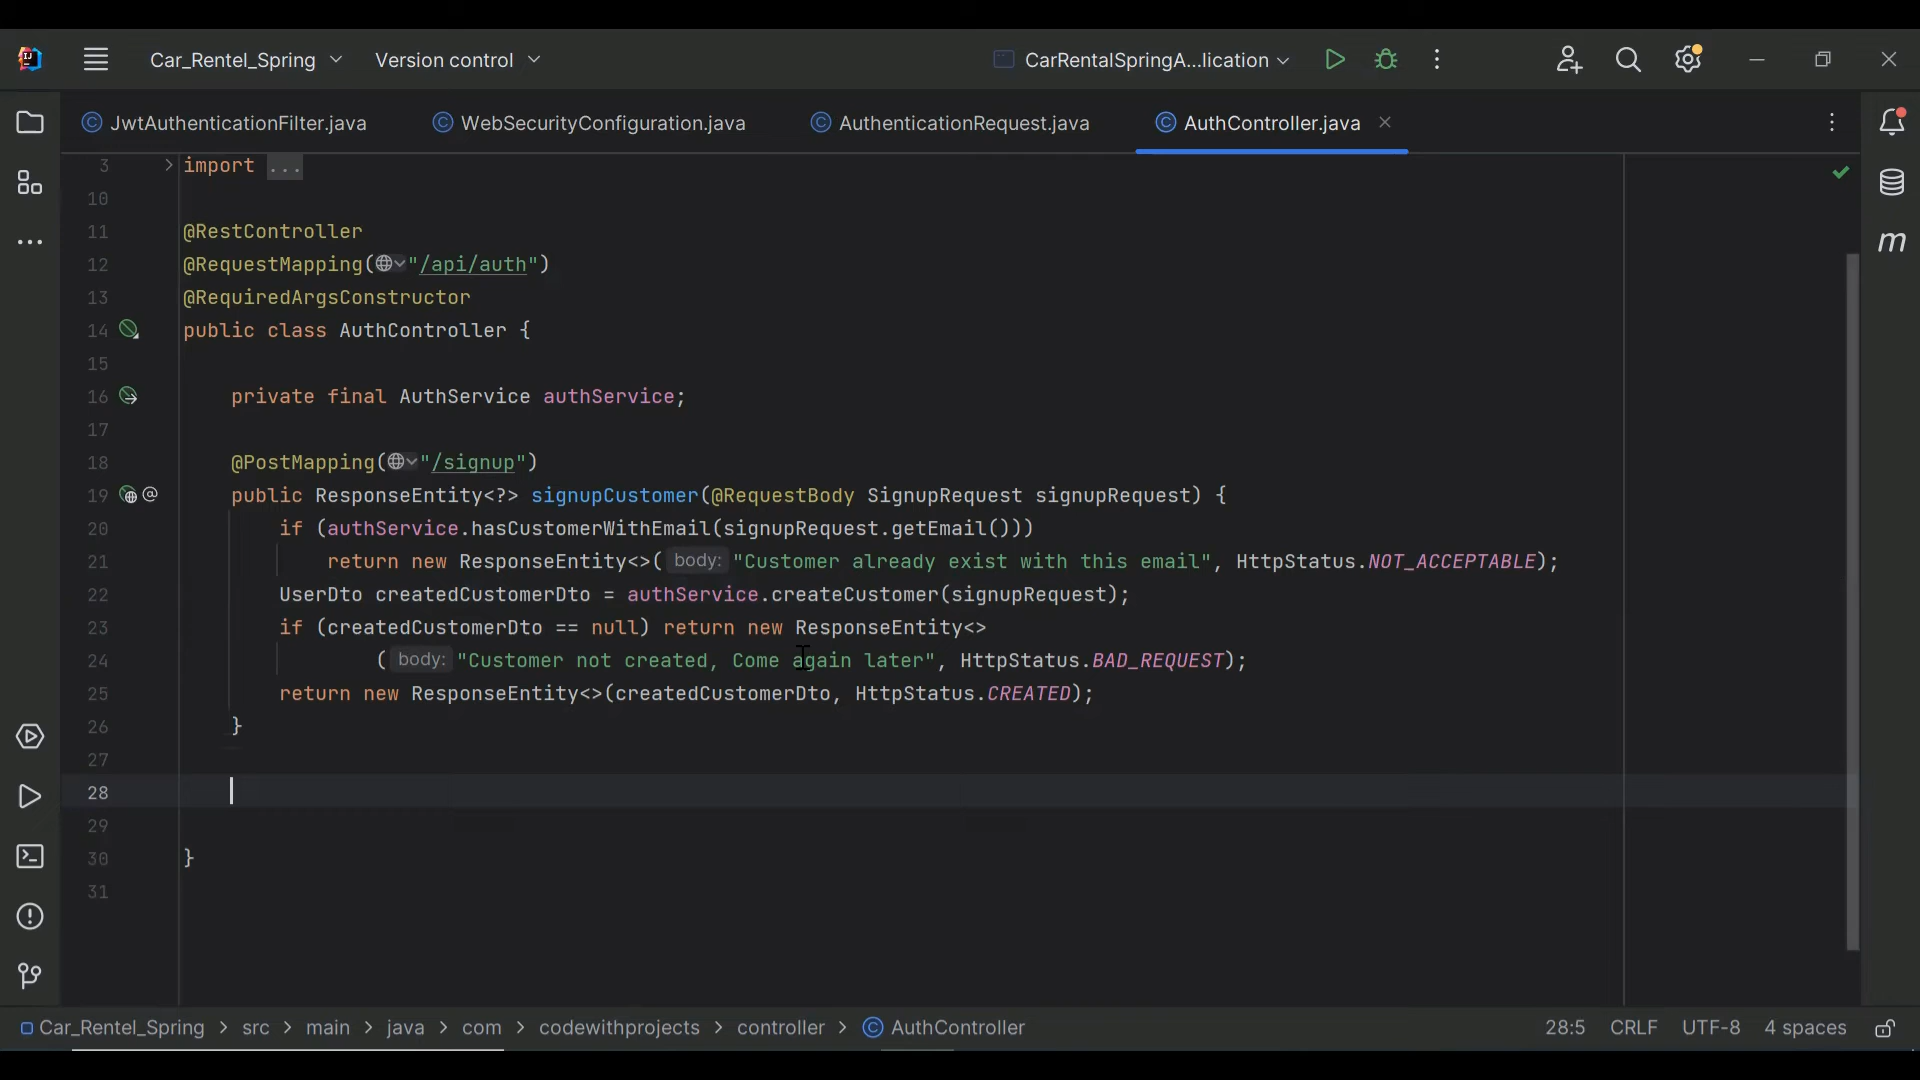 Car_Rentel_Spring Version control CarRentalSpringA...lication
JwtAuthenticationFilter.java WebSecurityConfiguration.java AuthenticationRequest.java AuthController.java
3 import ...
10
11 @RestController
12 @RequestMapping("/api/auth")
13 @RequiredArgsConstructor
14 public class AuthController {
15
16 private final AuthService authService;
17
18 @PostMapping("/signup")
19 public ResponseEntity<?> signupCustomer(@RequestBody SignupRequest signupRequest) {
20 if (authService.hasCustomerWithEmail(signupRequest.getEmail()))
21 return new ResponseEntity<>( body: "Customer already exist with this email", HttpStatus.NOT_ACCEPTABLE);
22 UserDto createdCustomerDto = authService.createCustomer(signupRequest);
23 if (createdCustomerDto == null) return new ResponseEntity<>
24 ( body: "Customer not created, Come again later", HttpStatus.BAD_REQUEST);
25 return new ResponseEntity<>(createdCustomerDto, HttpStatus.CREATED);
26 }
27
28
29
30 }
31
Car_Rentel_Spring > src > main > java > com > codewithprojects > controller > AuthController 28:5 CRLF UTF-8 4 spaces